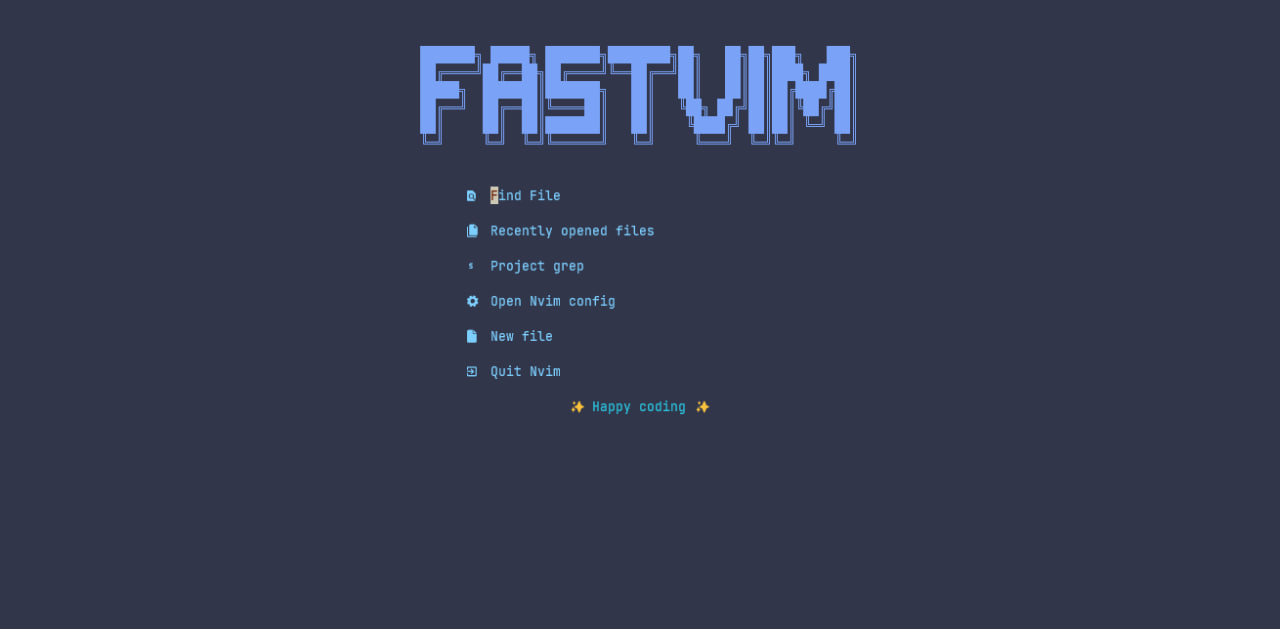 FASTVIM
Find File
Recently opened files
Project grep
Open Nvim config
New file
Quit Nvim
✨ Happy coding ✨